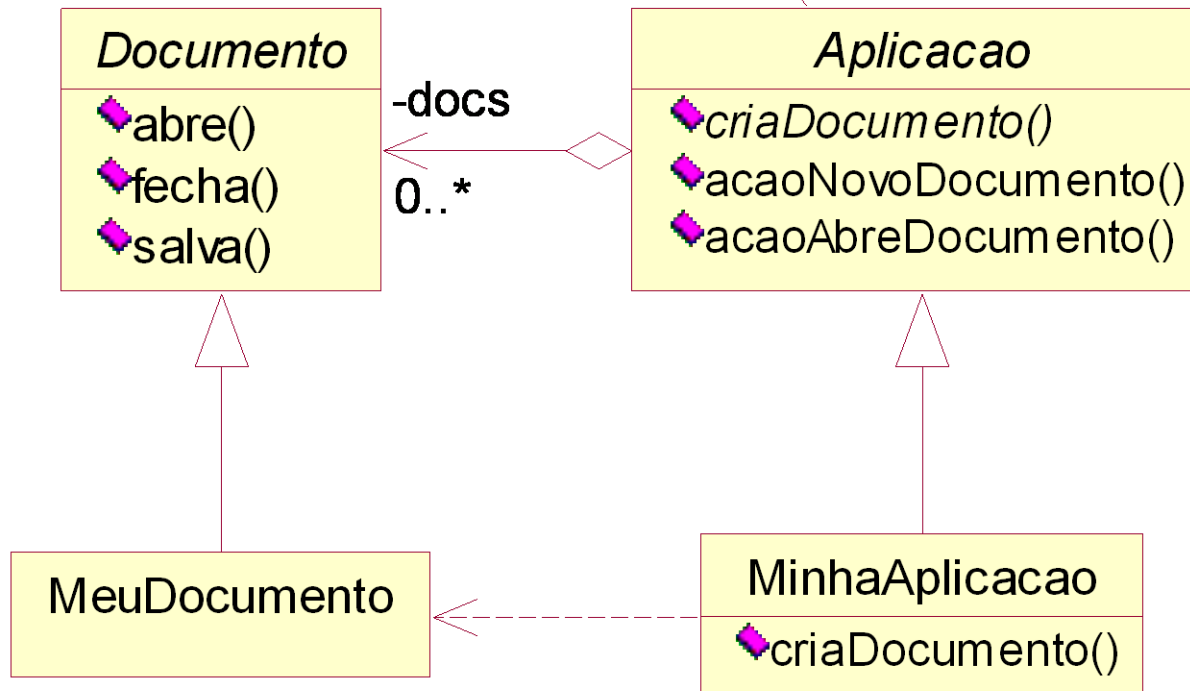 Documento
abre()
fecha()
salva()
-docs
0..*
Aplicacao
criaDocumento()
acaoNovoDocumento()
acaoAbreDocumento()
MeuDocumento
MinhaAplicacao
criaDocumento()